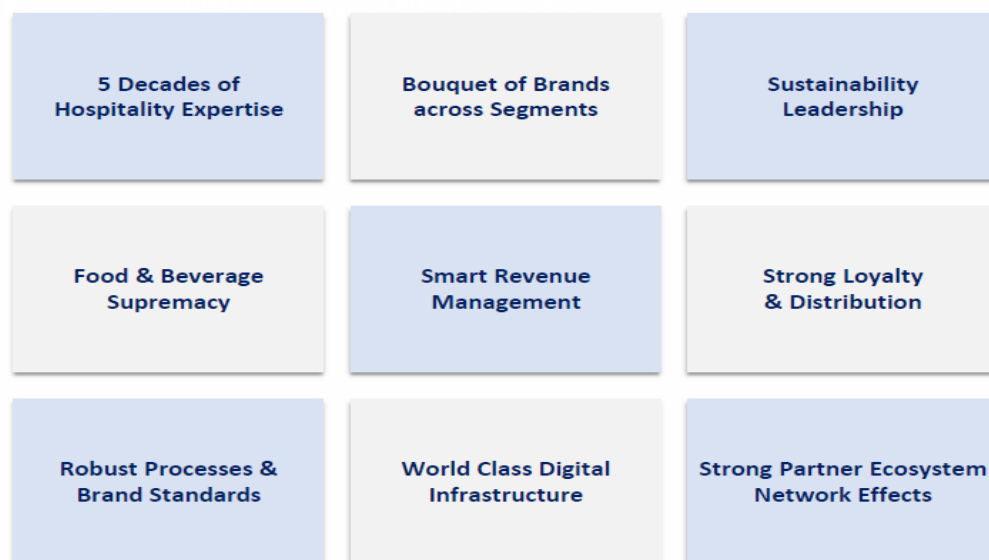 5 Decades of
Hospitality Expertise
Bouquet of Brands
across Segments
Sustainability
Leadership
Food & Beverage
Supremacy
Smart Revenue
Management
Strong Loyalty
& Distribution
Robust Processes &
Brand Standards
World Class Digital
Infrastructure
Strong Partner Ecosystem
Network Effects